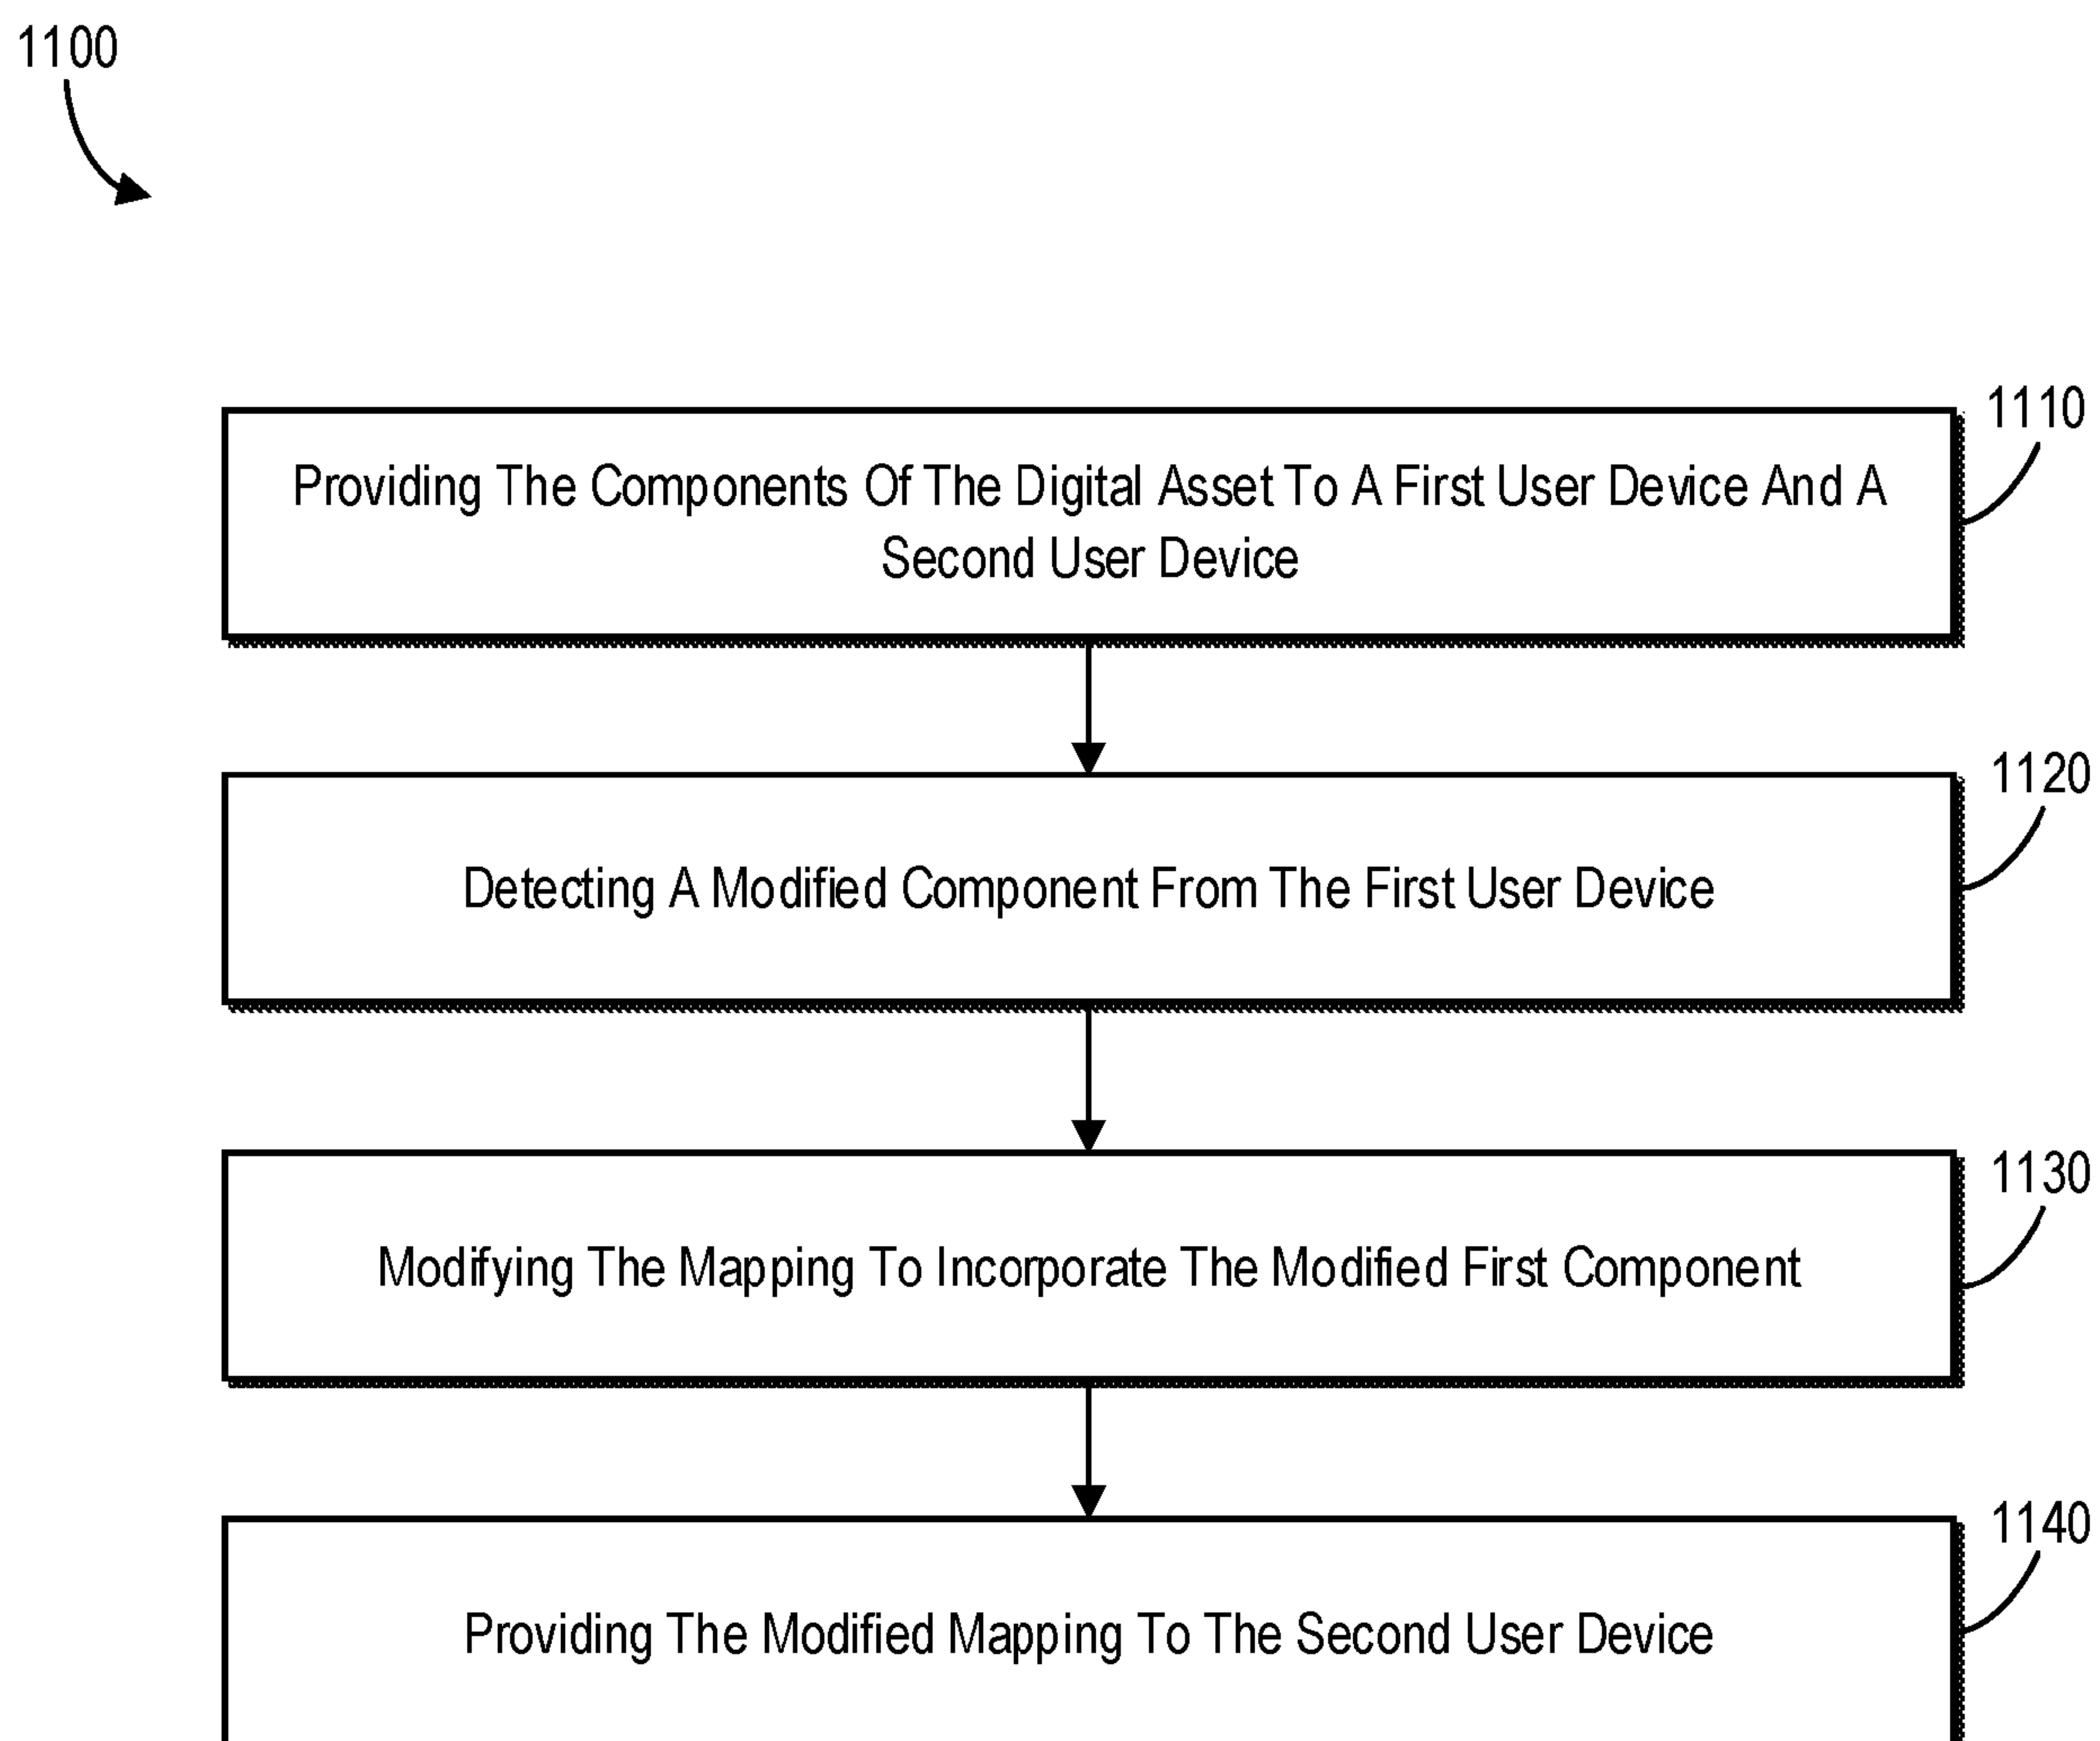 1100
1110
Providing The Components Of The Digital Asset To A First User Device And A
Second User Device
1120
Detecting A Modified Component From The First User Device
1130
Modifying The Mapping To Incorporate The Modified First Component
1140
Providing The Modified Mapping To The Second User Device